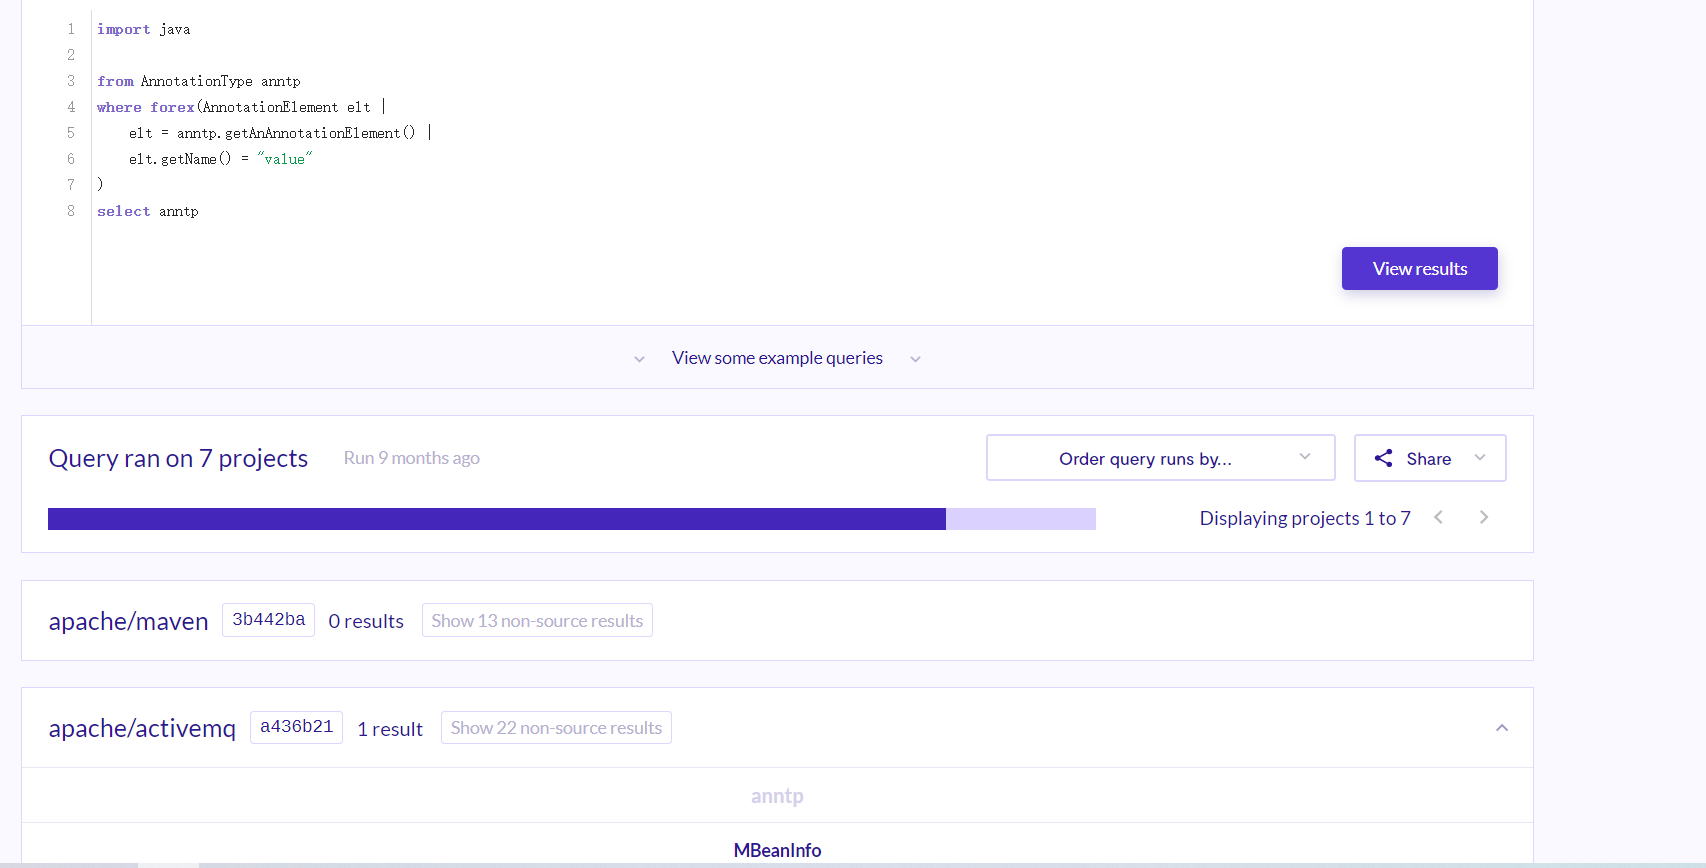 1 import java
2
3 from AnnotationType anntp
4 where forex(AnnotationElement elt |
5 elt = anntp.getAnAnnotationElement() |
6 elt.getName() = "value"
7 )
8 select anntp
View results
View some example queries
Query ran on 7 projects Run 9 months ago Order query runs by... Share
Displaying projects 1 to 7
apache/maven 3b442ba 0 results Show 13 non-source results
apache/activemq a436b21 1 result Show 22 non-source results
anntp
MBeanInfo